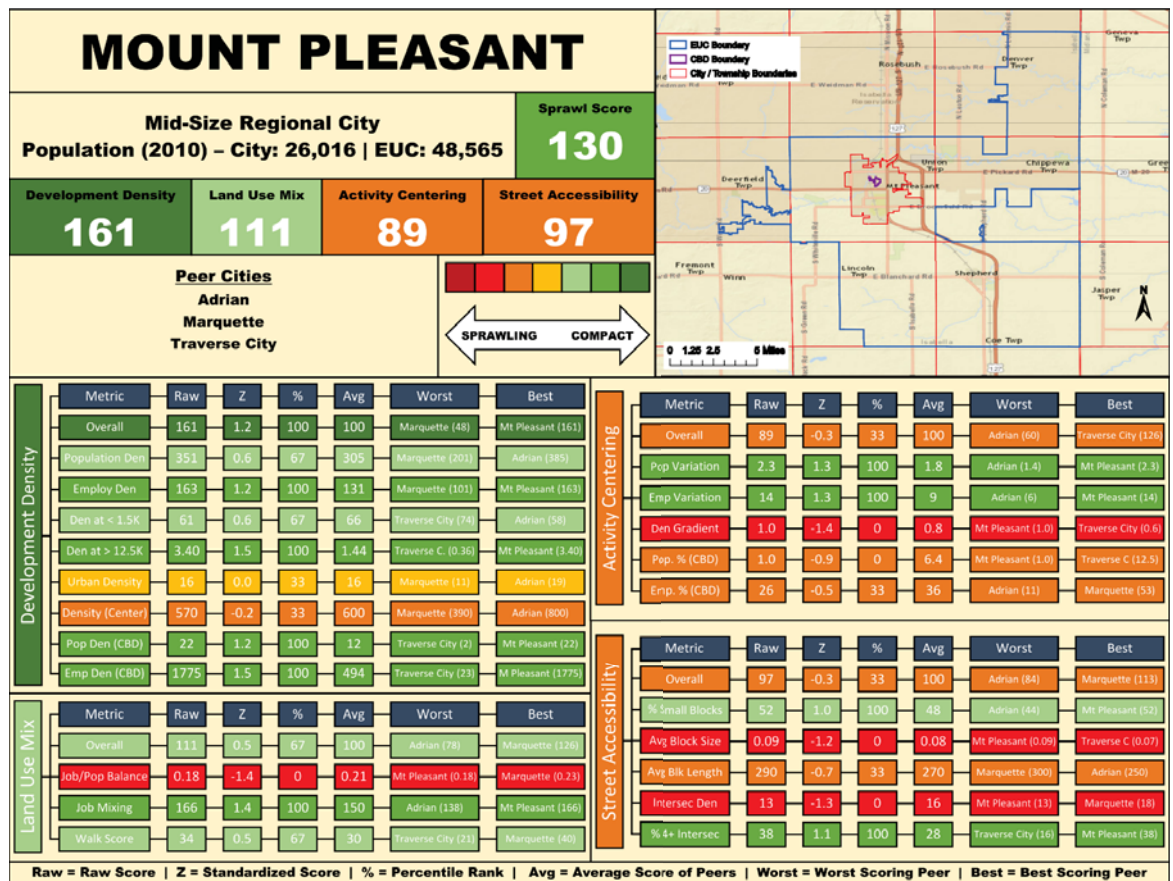 MOUNT PLEASANT
Mid-Size Regional City
Population (2010) – City: 26,016 | EUC: 48,565
Sprawl Score
130
Development Density
161
Land Use Mix
111
Activity Centering
89
Street Accessibility
97
Peer Cities
Adrian
Marquette
Traverse City
SPRAWLING COMPACT
EUC Boundary
CBD Boundary
City / Township Boundaries
Geneva Twp
Denver Twp
Rosebush
E Rosebush Rd
E Weidman Rd
Isabella Reservation
127
Union Twp
Chippewa Twp
E Pickard Rd
20
Deerfield Twp
20
Mt Pleasant
E Broomfield Rd
Fremont Twp
Winn
Lincoln Twp
E Blanchard Rd
Shepherd
Jasper Twp
N
Coe Twp
127
0 1.25 2.5 5 Miles
Development Density
Metric Raw Z % Avg Worst Best
Overall 161 1.2 100 100 Marquette (48) Mt Pleasant (161)
Population Den 351 0.6 67 305 Marquette (201) Adrian (385)
Employ Den 163 1.2 100 131 Marquette (101) Mt Pleasant (163)
Den at < 1.5K 61 0.6 67 66 Traverse City (74) Adrian (58)
Den at > 12.5K 3.40 1.5 100 1.44 Traverse C. (0.36) Mt Pleasant (3.40)
Urban Density 16 0.0 33 16 Marquette (11) Adrian (19)
Density (Center) 570 -0.2 33 600 Marquette (390) Adrian (800)
Pop Den (CBD) 22 1.2 100 12 Traverse City (2) Mt Pleasant (22)
Emp Den (CBD) 1775 1.5 100 494 Traverse City (23) M Pleasant (1775)
Land Use Mix
Metric Raw Z % Avg Worst Best
Overall 111 0.5 67 100 Adrian (78) Marquette (126)
Job/Pop Balance 0.18 -1.4 0 0.21 Mt Pleasant (0.18) Marquette (0.23)
Job Mixing 166 1.4 100 150 Adrian (138) Mt Pleasant (166)
Walk Score 34 0.5 67 30 Traverse City (21) Marquette (40)
Activity Centering
Metric Raw Z % Avg Worst Best
Overall 89 -0.3 33 100 Adrian (60) Traverse City (126)
Pop Variation 2.3 1.3 100 1.8 Adrian (1.4) Mt Pleasant (2.3)
Emp Variation 14 1.3 100 9 Adrian (6) Mt Pleasant (14)
Den Gradient 1.0 -1.4 0 0.8 Mt Pleasant (1.0) Traverse City (0.6)
Pop. % (CBD) 1.0 -0.9 0 6.4 Mt Pleasant (1.0) Traverse C (12.5)
Emp. % (CBD) 26 -0.5 33 36 Adrian (11) Marquette (53)
Street Accessibility
Metric Raw Z % Avg Worst Best
Overall 97 -0.3 33 100 Adrian (84) Marquette (113)
% Small Blocks 52 1.0 100 48 Adrian (44) Mt Pleasant (52)
Avg Block Size 0.09 -1.2 0 0.08 Mt Pleasant (0.09) Traverse C (0.07)
Avg Blk Length 290 -0.7 33 270 Marquette (300) Adrian (250)
Intersec Den 13 -1.3 0 16 Mt Pleasant (13) Marquette (18)
% 4+ Intersec 38 1.1 100 28 Traverse City (16) Mt Pleasant (38)
Raw = Raw Score | Z = Standardized Score | % = Percentile Rank | Avg = Average Score of Peers | Worst = Worst Scoring Peer | Best = Best Scoring Peer